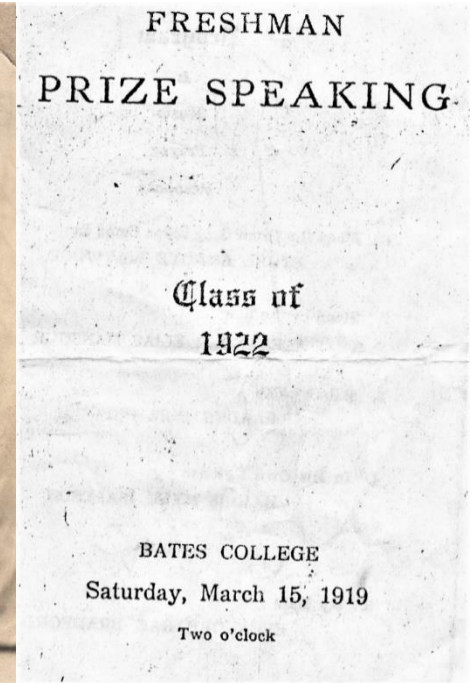 FRESHMAN
PRIZE SPEAKING
Class of
1922
BATES COLLEGE
Saturday, March 15, 1919
Two o'clock